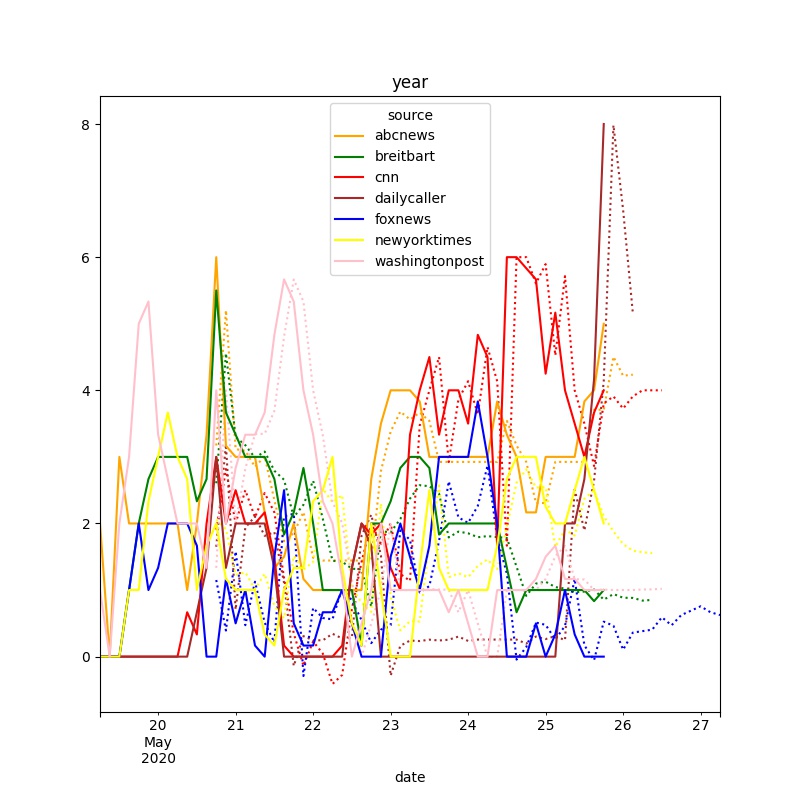 year
source
abcnews
breitbart
cnn
dailycaller
foxnews
newyorktimes
washingtonpost
8
6
4
2
0
20 21 22 23 24 25 26 27
May
2020
date